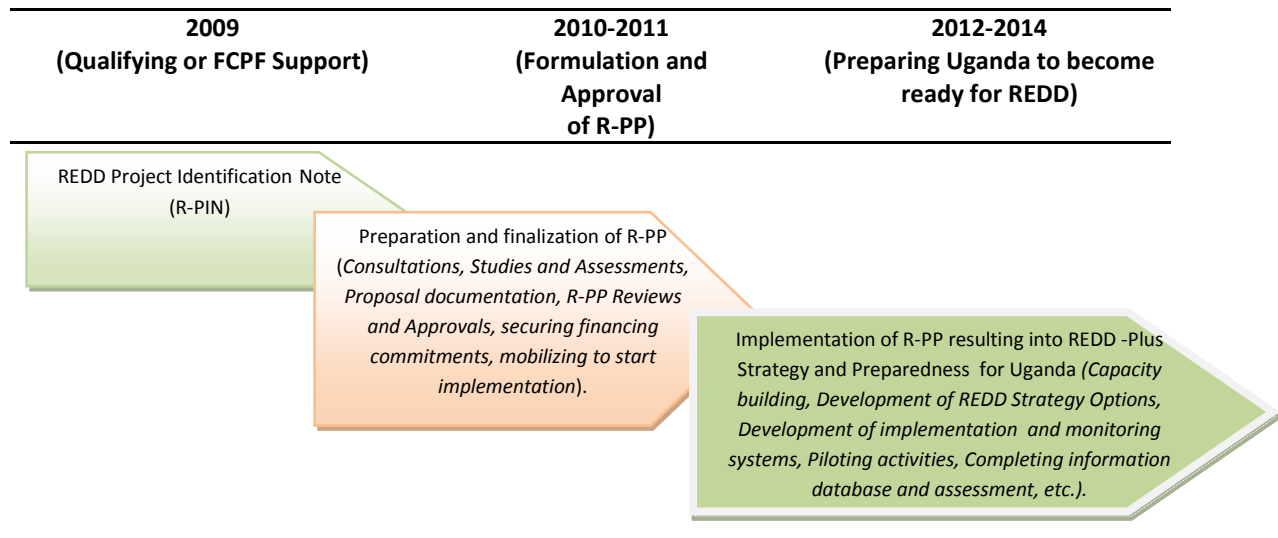 2009
(Qualifying or FCPF Support)
2010-2011
(Formulation and
Approval
of R-PP)
2012-2014
(Preparing Uganda to become
ready for REDD)
REDD Project Identification Note
(R-PIN)
Preparation and finalization of R-PP
(Consultations, Studies and Assessments,
Proposal documentation, R-PP Reviews
and Approvals, securing financing
commitments, mobilizing to start
implementation).
Implementation of R-PP resulting into REDD -Plus
Strategy and Preparedness for Uganda (Capacity
building, Development of REDD Strategy Options,
Development of implementation and monitoring
systems, Piloting activities, Completing information
database and assessment, etc.).